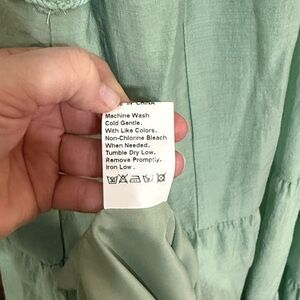 IN CHINA
Machine Wash
Cold Gentle.
With Like Colors.
Non-Chlorine Bleach
When Needed.
Tumble Dry Low.
Remove Promptly.
Iron Low.